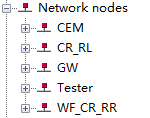 Network nodes
CEM
CR_RL
GW
Tester
WF_CR_RR